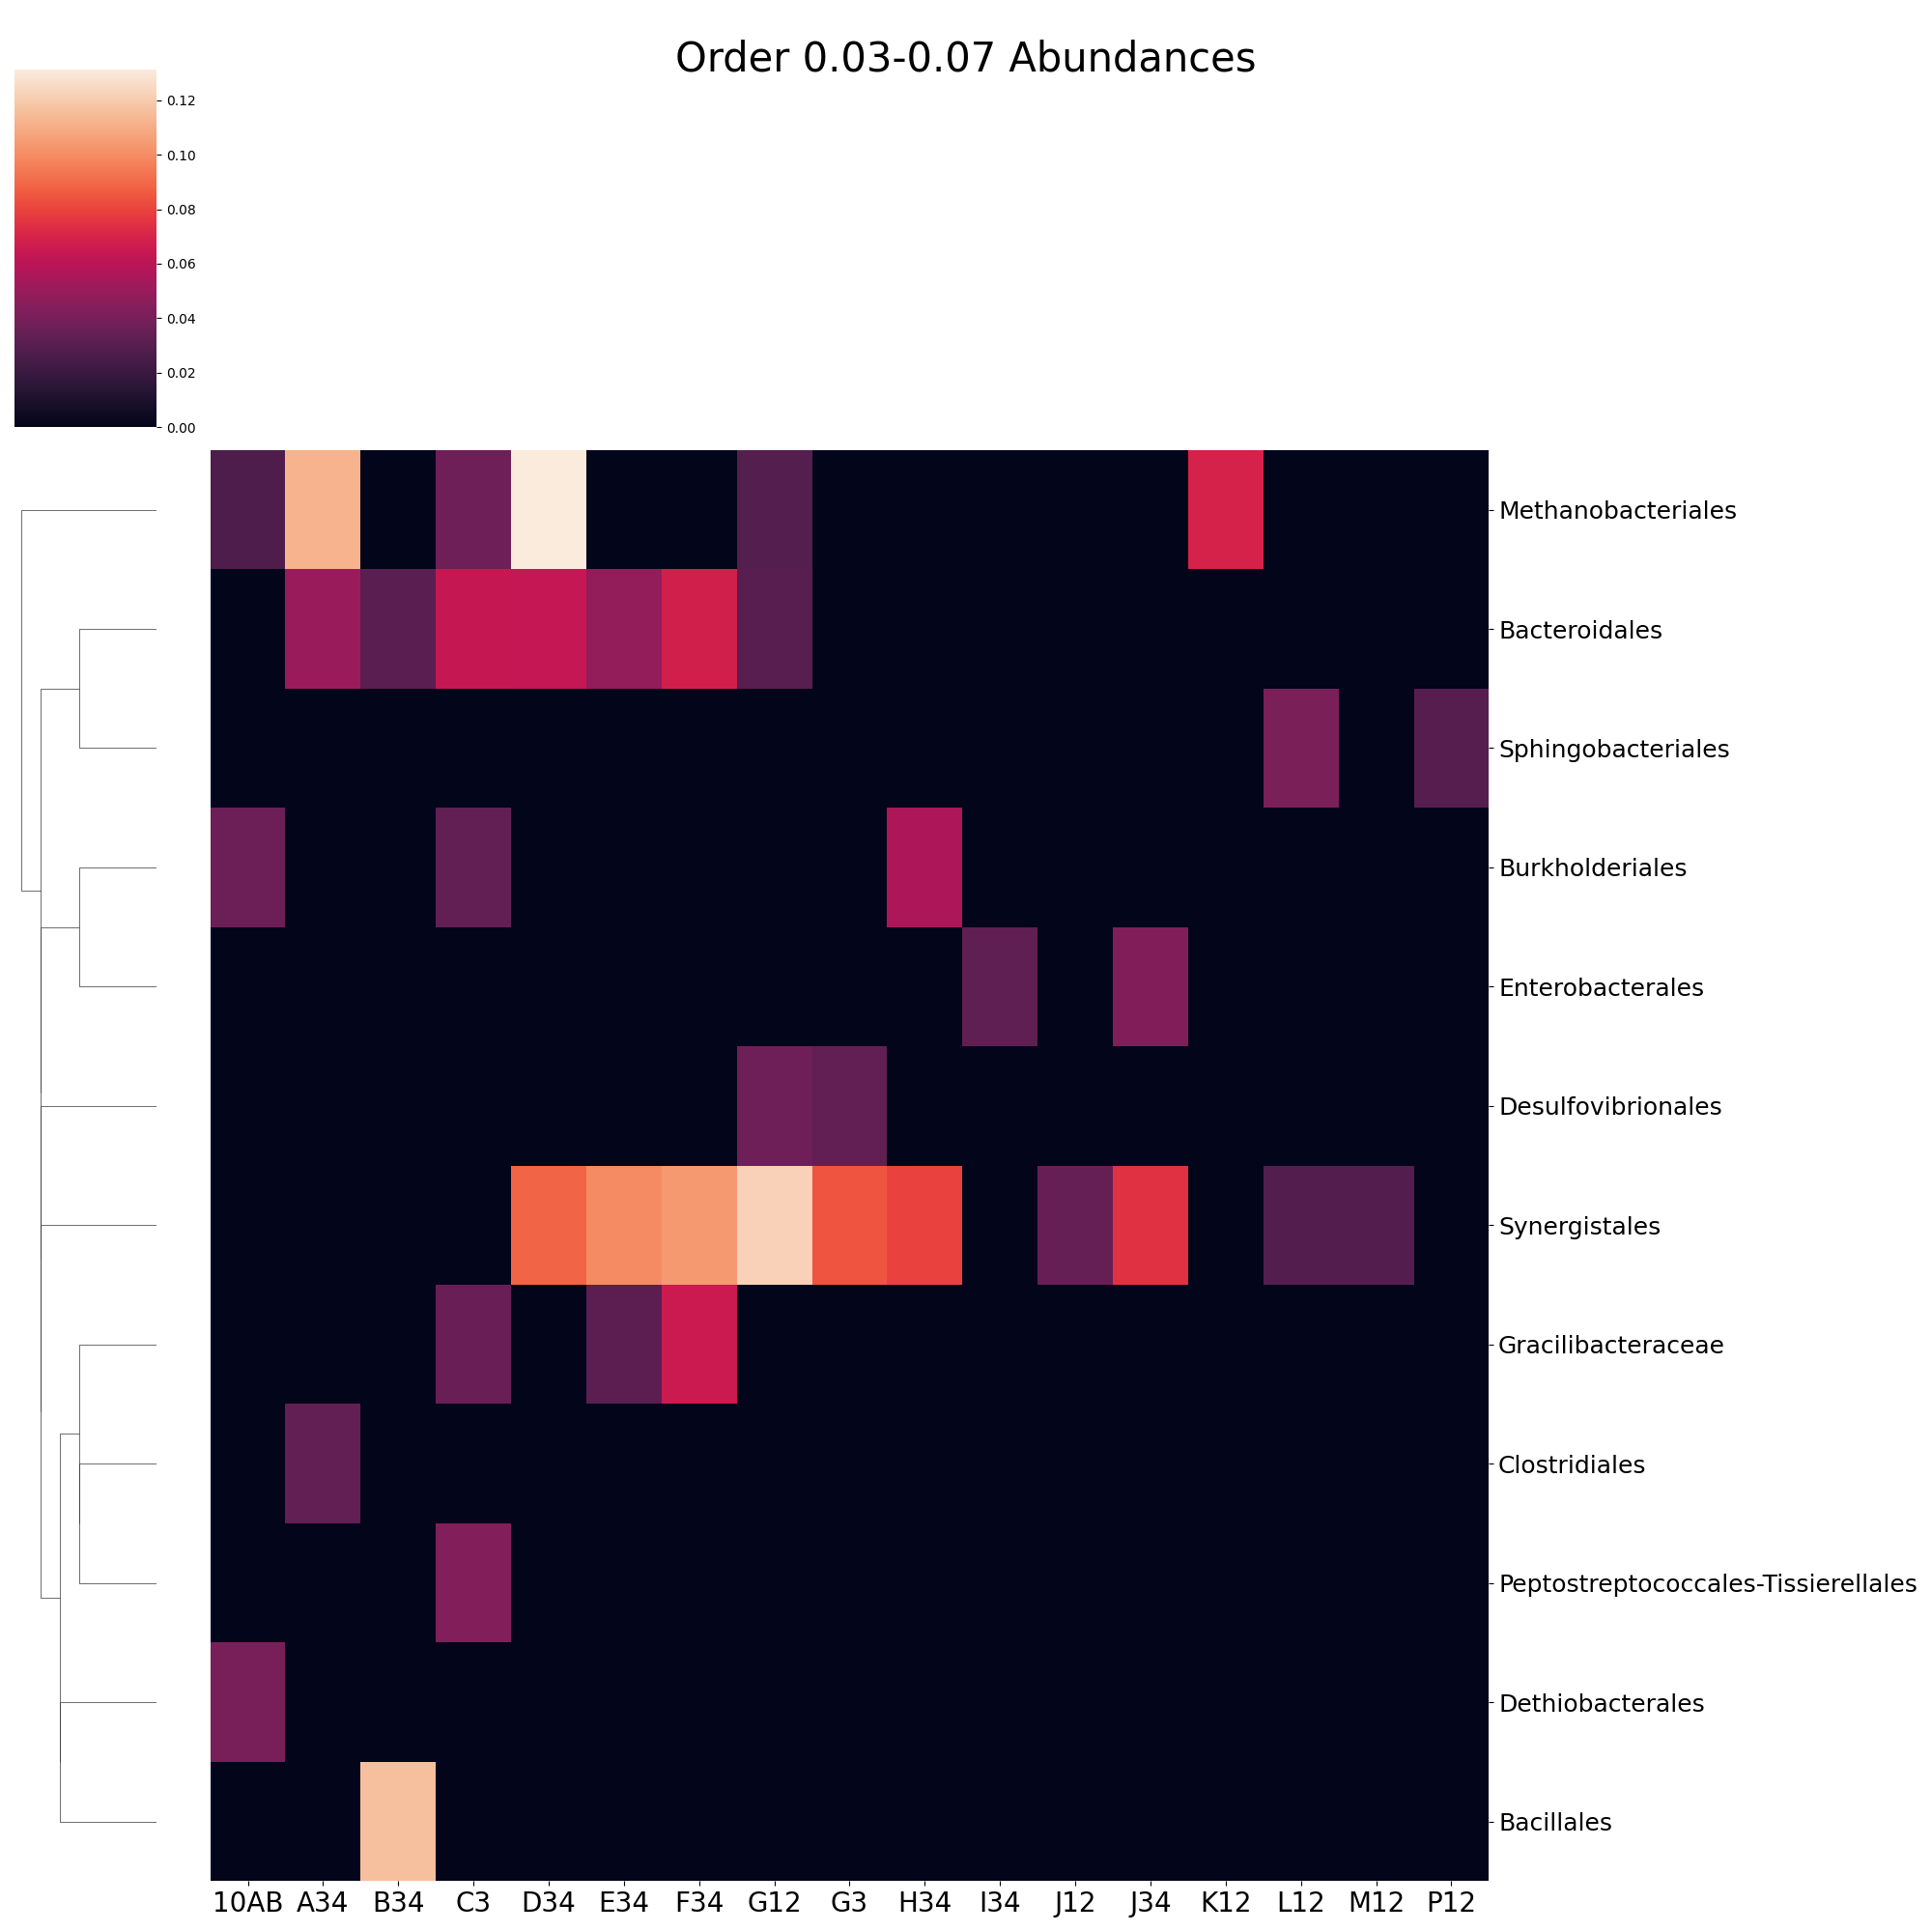 Order 0.03-0.07 Abundances
0.12
0.10
0.08
0.06
0.04
0.02
0.00
Methanobacteriales
Bacteroidales
Sphingobacteriales
Burkholderiales
Enterobacterales
Desulfovibrionales
Synergistales
Gracilibacteraceae
Clostridiales
Peptostreptococcales-Tissierellales
Dethiobacterales
Bacillales
10AB A34 B34 C3 D34 E34 F34 G12 G3 H34 I34 J12 J34 K12 L12 M12 P12